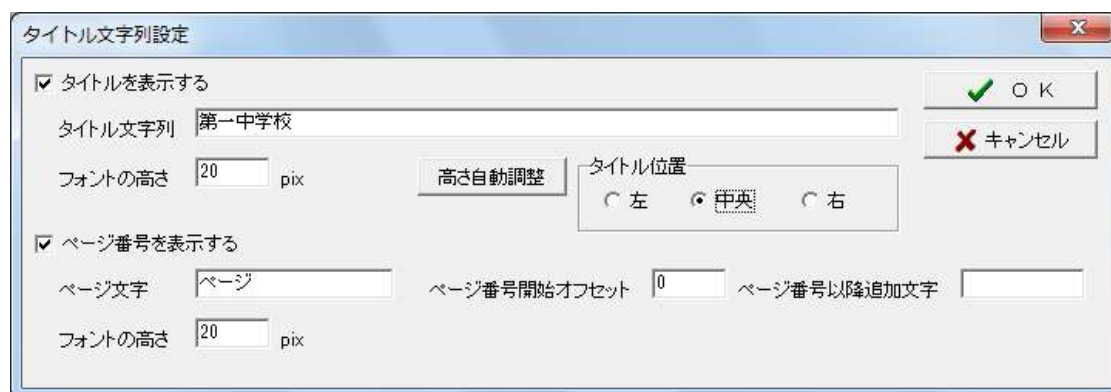 タイトル文字列設定
タイトルを表示する
ＯＫ
タイトル文字列 第一中学校
キャンセル
フォントの高さ 20 pix 高さ自動調整 タイトル位置
左 中央 右
ページ番号を表示する
ページ文字 ページ ページ番号開始オフセット 0 ページ番号以降追加文字
フォントの高さ 20 pix